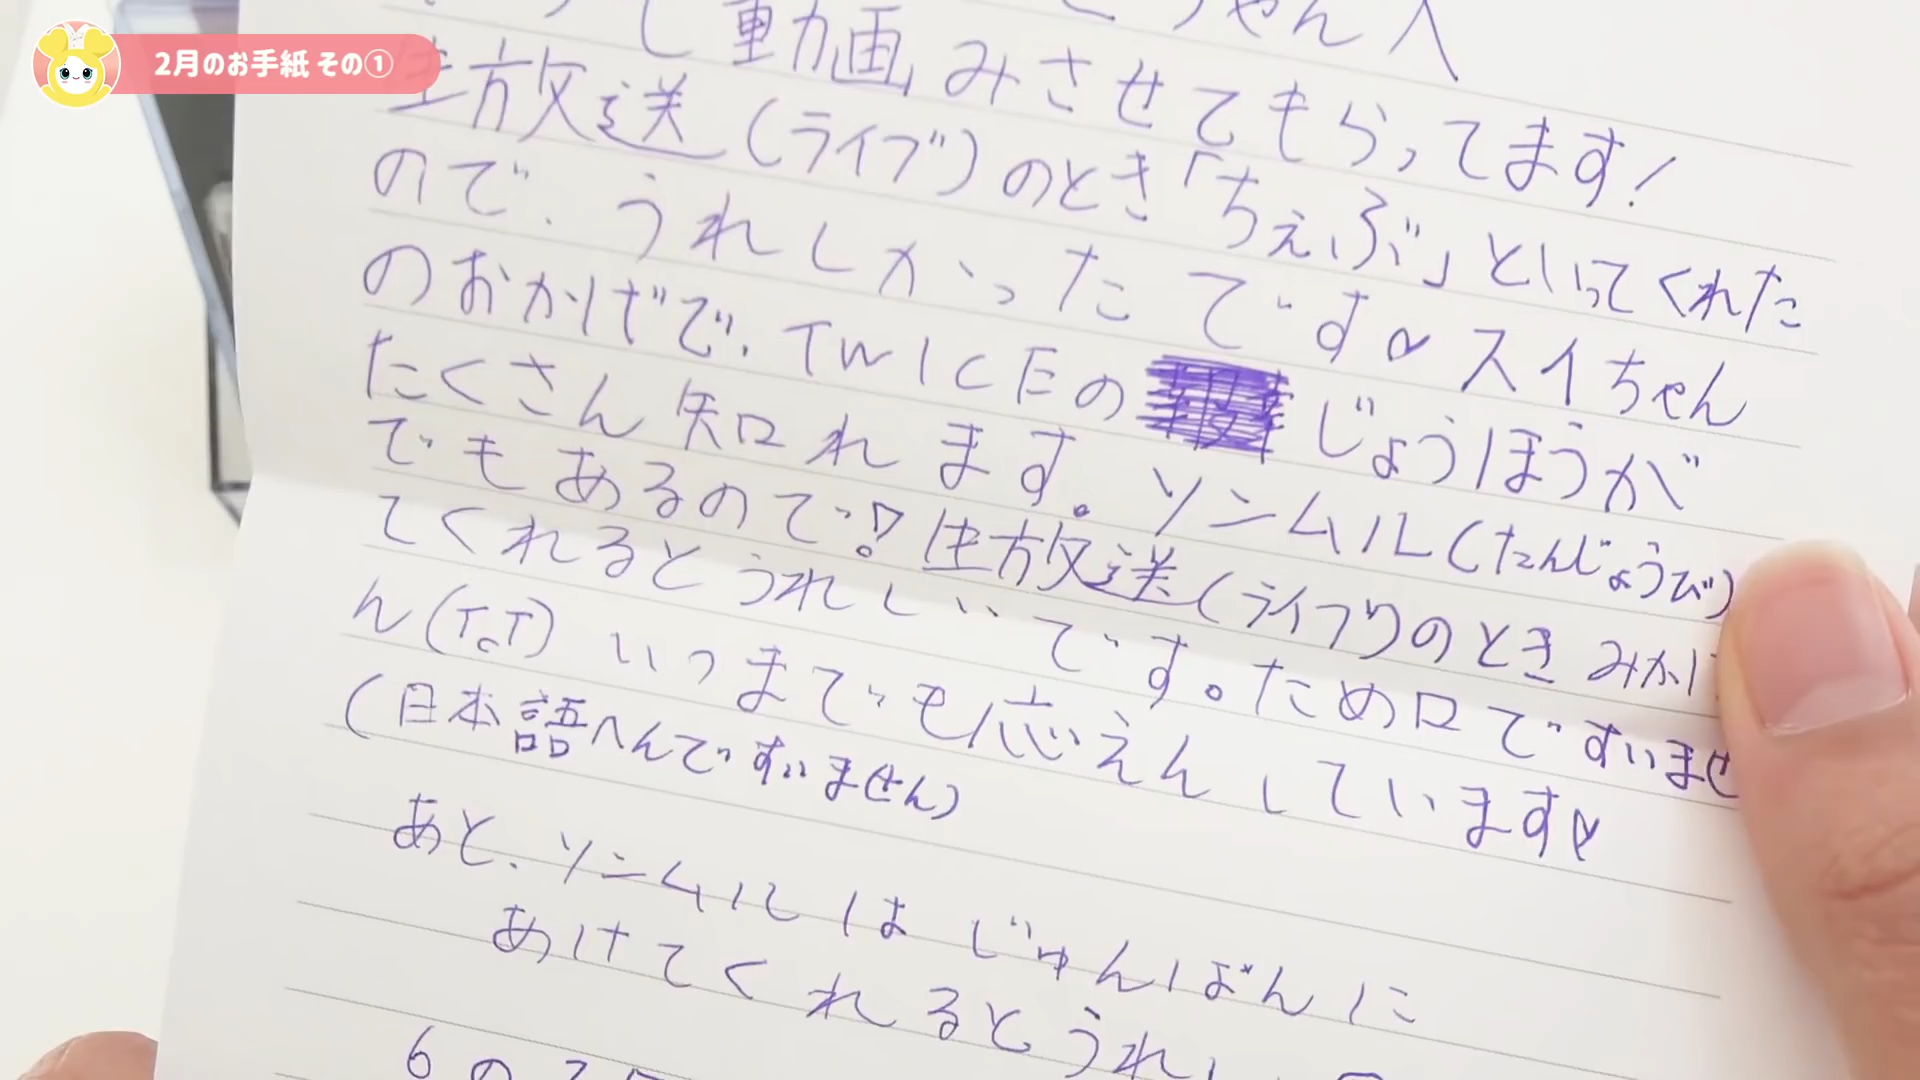 2月のお手紙 その①
ちゃんへ
して動画みさせてもらってます!
生放送(ライブ)のとき「ちぇぶ」といってくれた
ので、うれしかったです♡スイちゃん
のおかげで、TWICEの じょうほうが
たくさん知れます。ソンムル(たんじょうび)
でもあるので!!生放送(ライブ)のときみかけ
てくれるとうれしいです。ため口ですいませ
ん(T^T)いつまでも応えんしています♡
(日本語へんですいません)
あと、ソンムルはじゅんばんに
あけてくれるとうれし
6の